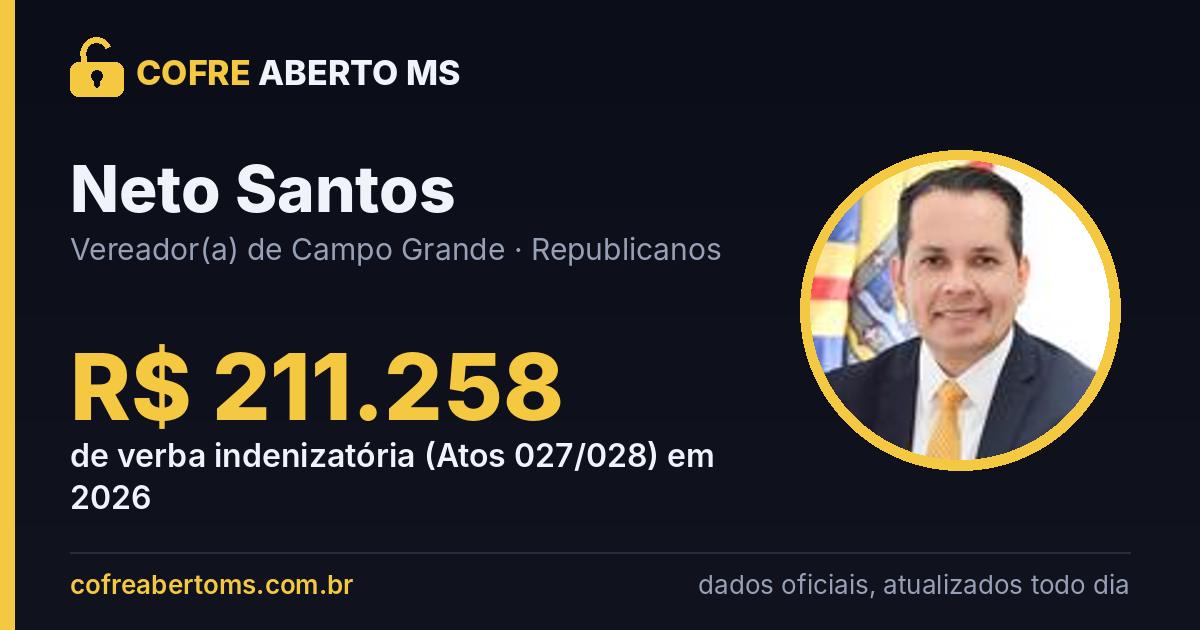 COFRE ABERTO MS
Neto Santos
Vereador(a) de Campo Grande · Republicanos
R$ 211.258
de verba indenizatória (Atos 027/028) em
2026
cofreabertoms.com.br
dados oficiais, atualizados todo dia